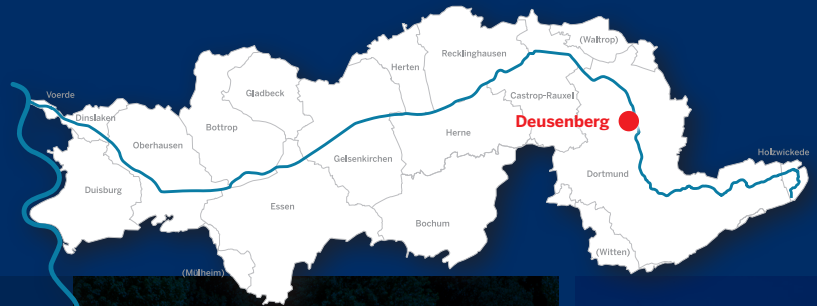 (Waltrop)
Recklinghausen
Herten
Gladbeck
Voerde
Castrop-Rauxel
Dinslaken
Deusenberg
Bottrop
Herne
Oberhausen
Holzwickede
Gelsenkirchen
Dortmund
Duisburg
Essen
Bochum
(Witten)
(Mülheim)